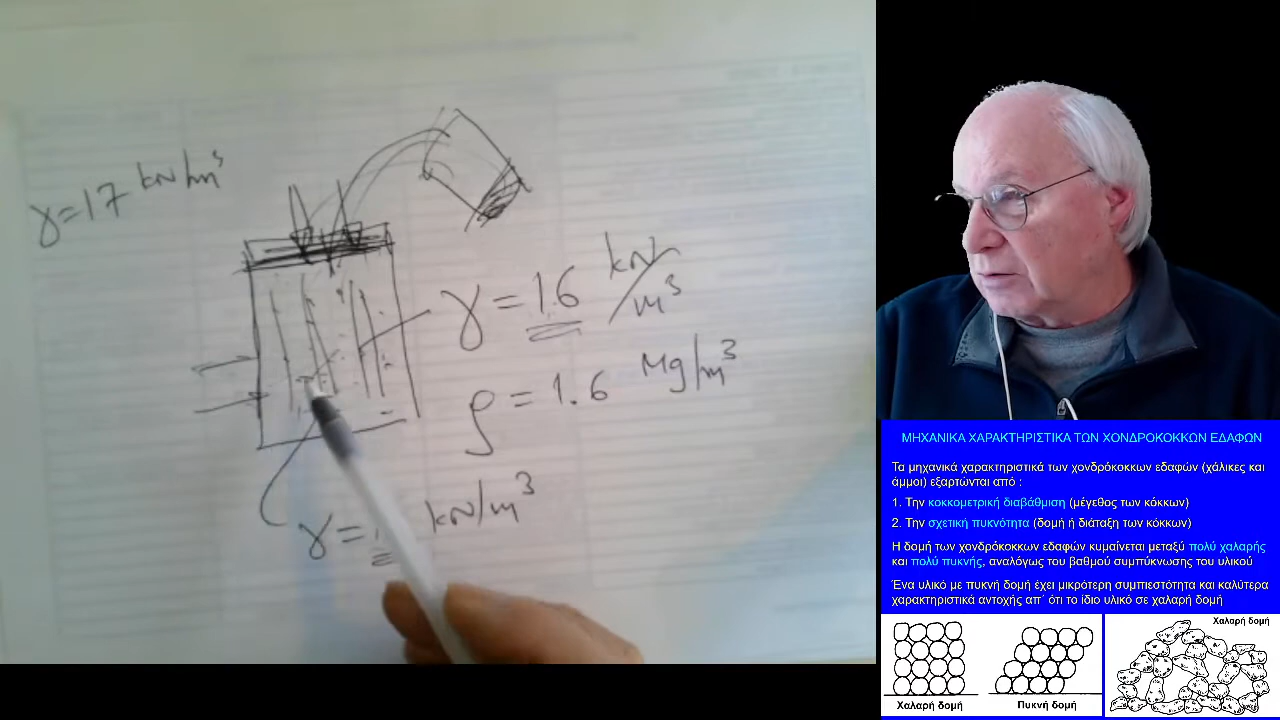 γ=17 kN/m³
γ = 16 kN/m³
ρ = 1.6 Mg/m³
γ = kN/m³
ΜΗΧΑΝΙΚΑ ΧΑΡΑΚΤΗΡΙΣΤΙΚΑ ΤΩΝ ΧΟΝΔΡΟΚΟΚΚΩΝ ΕΔΑΦΩΝ
Τα μηχανικά χαρακτηριστικά των χονδρόκοκκων εδαφών (χάλικες και
άμμοι) εξαρτώνται από :
1. Την κοκκομετρική διαβάθμιση (μέγεθος των κόκκων)
2. Την σχετική πυκνότητα (δομή ή διάταξη των κόκκων)
Η δομή των χονδρόκοκκων εδαφών κυμαίνεται μεταξύ πολύ χαλαρής
και πολύ πυκνής, αναλόγως του βαθμού συμπύκνωσης του υλικού
Ένα υλικό με πυκνή δομή έχει μικρότερη συμπιεστότητα και καλύτερα
χαρακτηριστικά αντοχής απ΄ ότι το ίδιο υλικό σε χαλαρή δομή
Χαλαρή δομή
Χαλαρή δομή
Πυκνή δομή